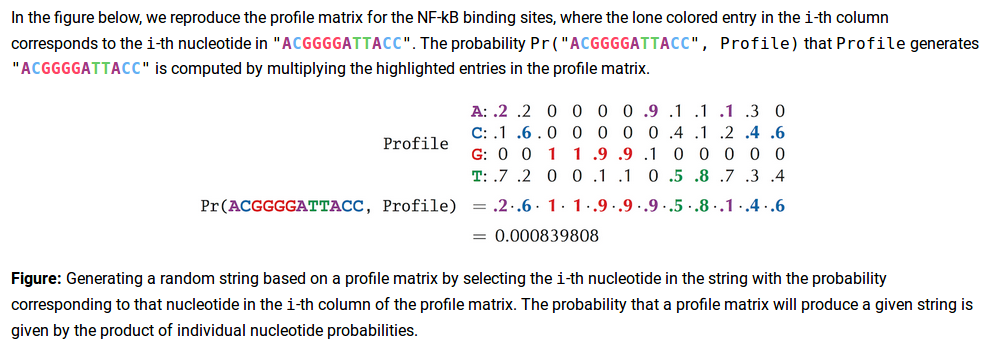 In the figure below, we reproduce the profile matrix for the NF-kB binding sites, where the lone colored entry in the i-th column
corresponds to the i-th nucleotide in "ACGGGGATTACC". The probability Pr("ACGGGGATTACC", Profile) that Profile generates
"ACGGGGATTACC" is computed by multiplying the highlighted entries in the profile matrix.
A: .2 .2 0 0 0 0 .9 .1 .1 .1 .3 0
C: .1 .6 .0 0 0 0 0 .4 .1 .2 .4 .6
Profile
G: 0 0 1 1 .9 .9 .1 0 0 0 0 0
T: .7 .2 0 0 .1 .1 0 .5 .8 .7 .3 .4
Pr(ACGGGGATTACC, Profile) = .2·.6· 1· 1·.9·.9·.9·.5·.8·.1·.4·.6
= 0.000839808
Figure: Generating a random string based on a profile matrix by selecting the i-th nucleotide in the string with the probability
corresponding to that nucleotide in the i-th column of the profile matrix. The probability that a profile matrix will produce a given string is
given by the product of individual nucleotide probabilities.